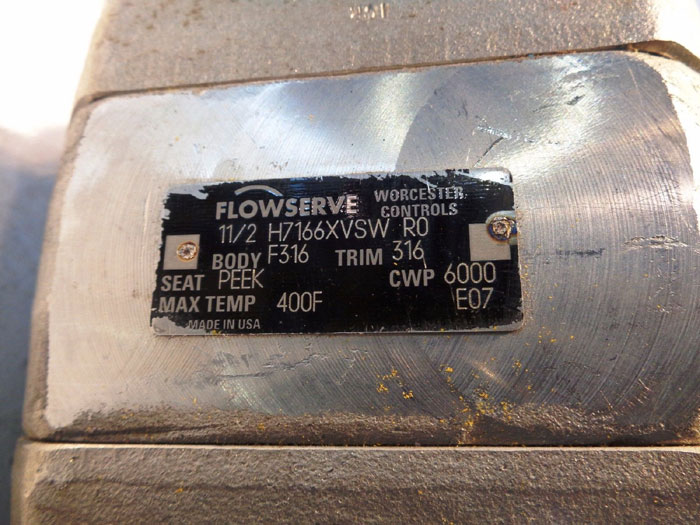 FLOWSERVE WORCESTER CONTROLS
11/2 H7166XVSW R0
BODY F316 TRIM 316
SEAT PEEK CWP 6000
MAX TEMP 400F E07
MADE IN USA